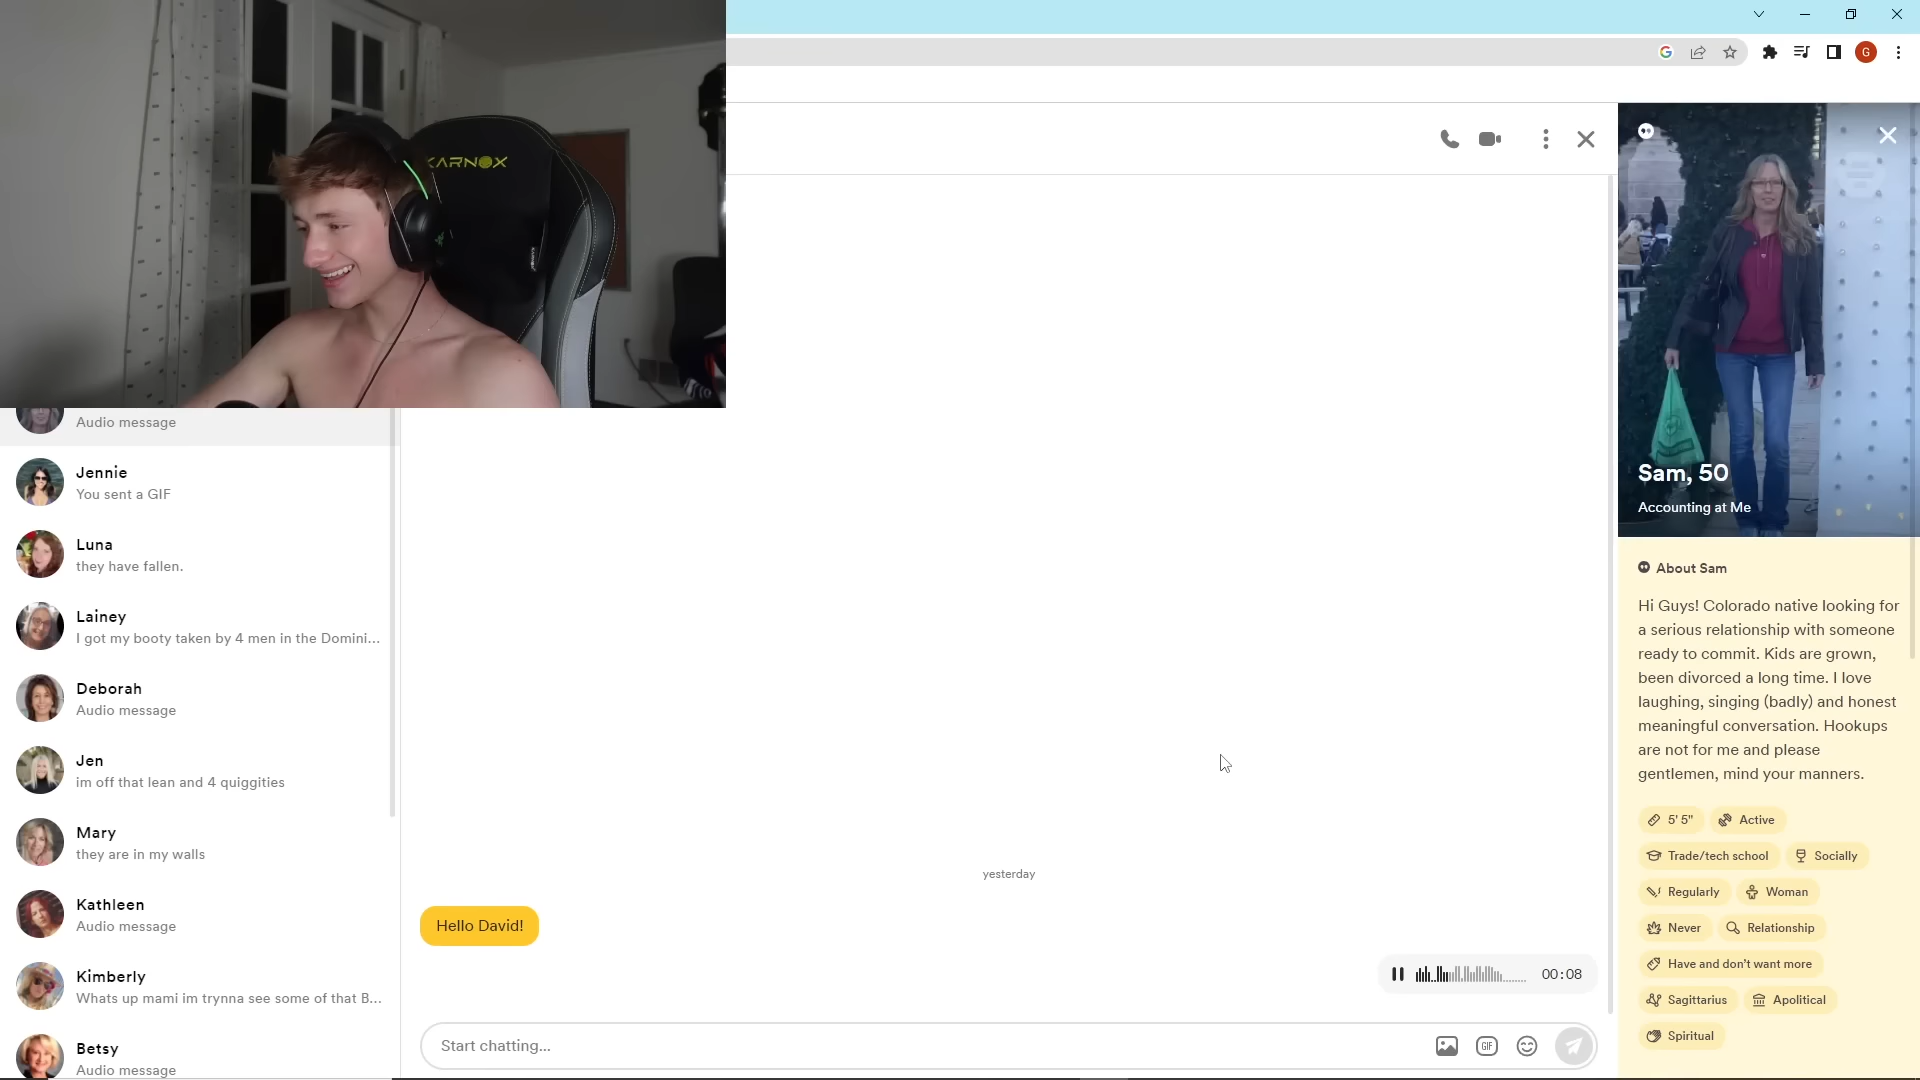 KARNOX
G
Audio message
Jennie
You sent a GIF
Luna
they have fallen.
Lainey
I got my booty taken by 4 men in the Domini...
Deborah
Audio message
Jen
im off that lean and 4 quiggities
Mary
they are in my walls
Kathleen
Audio message
Kimberly
Whats up mami im trynna see some of that B...
Betsy
Audio message
yesterday
Hello David!
00:08
Start chatting...
GIF
Sam, 50
Accounting at Me
About Sam
Hi Guys! Colorado native looking for
a serious relationship with someone
ready to commit. Kids are grown,
been divorced a long time. I love
laughing, singing (badly) and honest
meaningful conversation. Hookups
are not for me and please
gentlemen, mind your manners.
5' 5"
Active
Trade/tech school
Socially
Regularly
Woman
Never
Relationship
Have and don't want more
Sagittarius
Apolitical
Spiritual